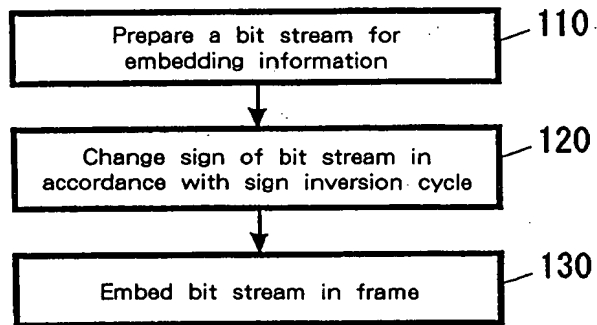 Prepare a bit stream for
embedding information
110
Change sign of bit stream in
accordance with sign inversion cycle
120
Embed bit stream in frame
130